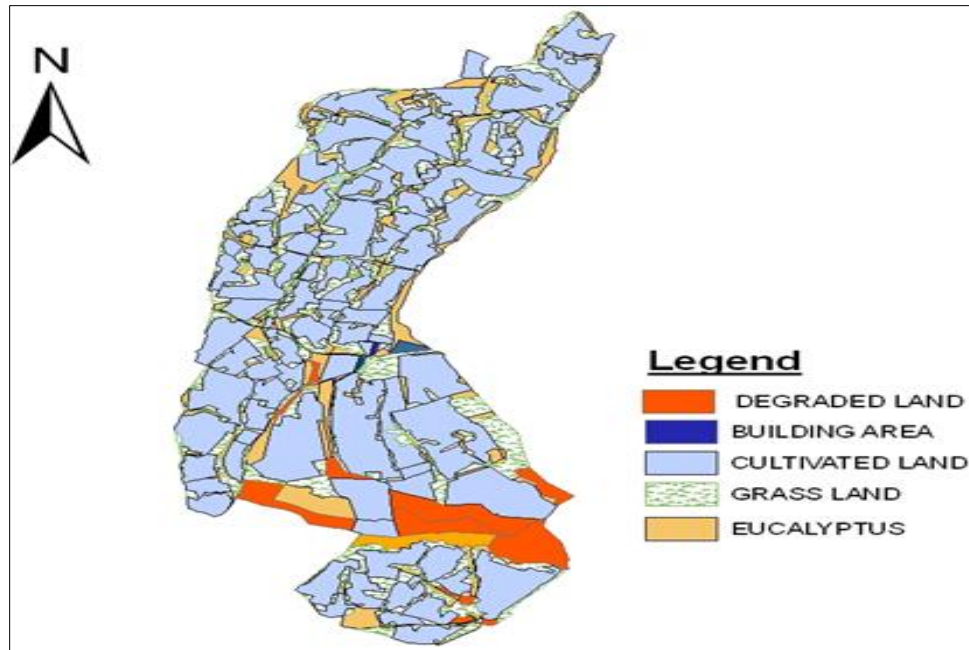 N
Legend
DEGRADED LAND
BUILDING AREA
CULTIVATED LAND
GRASS LAND
EUCALYPTUS